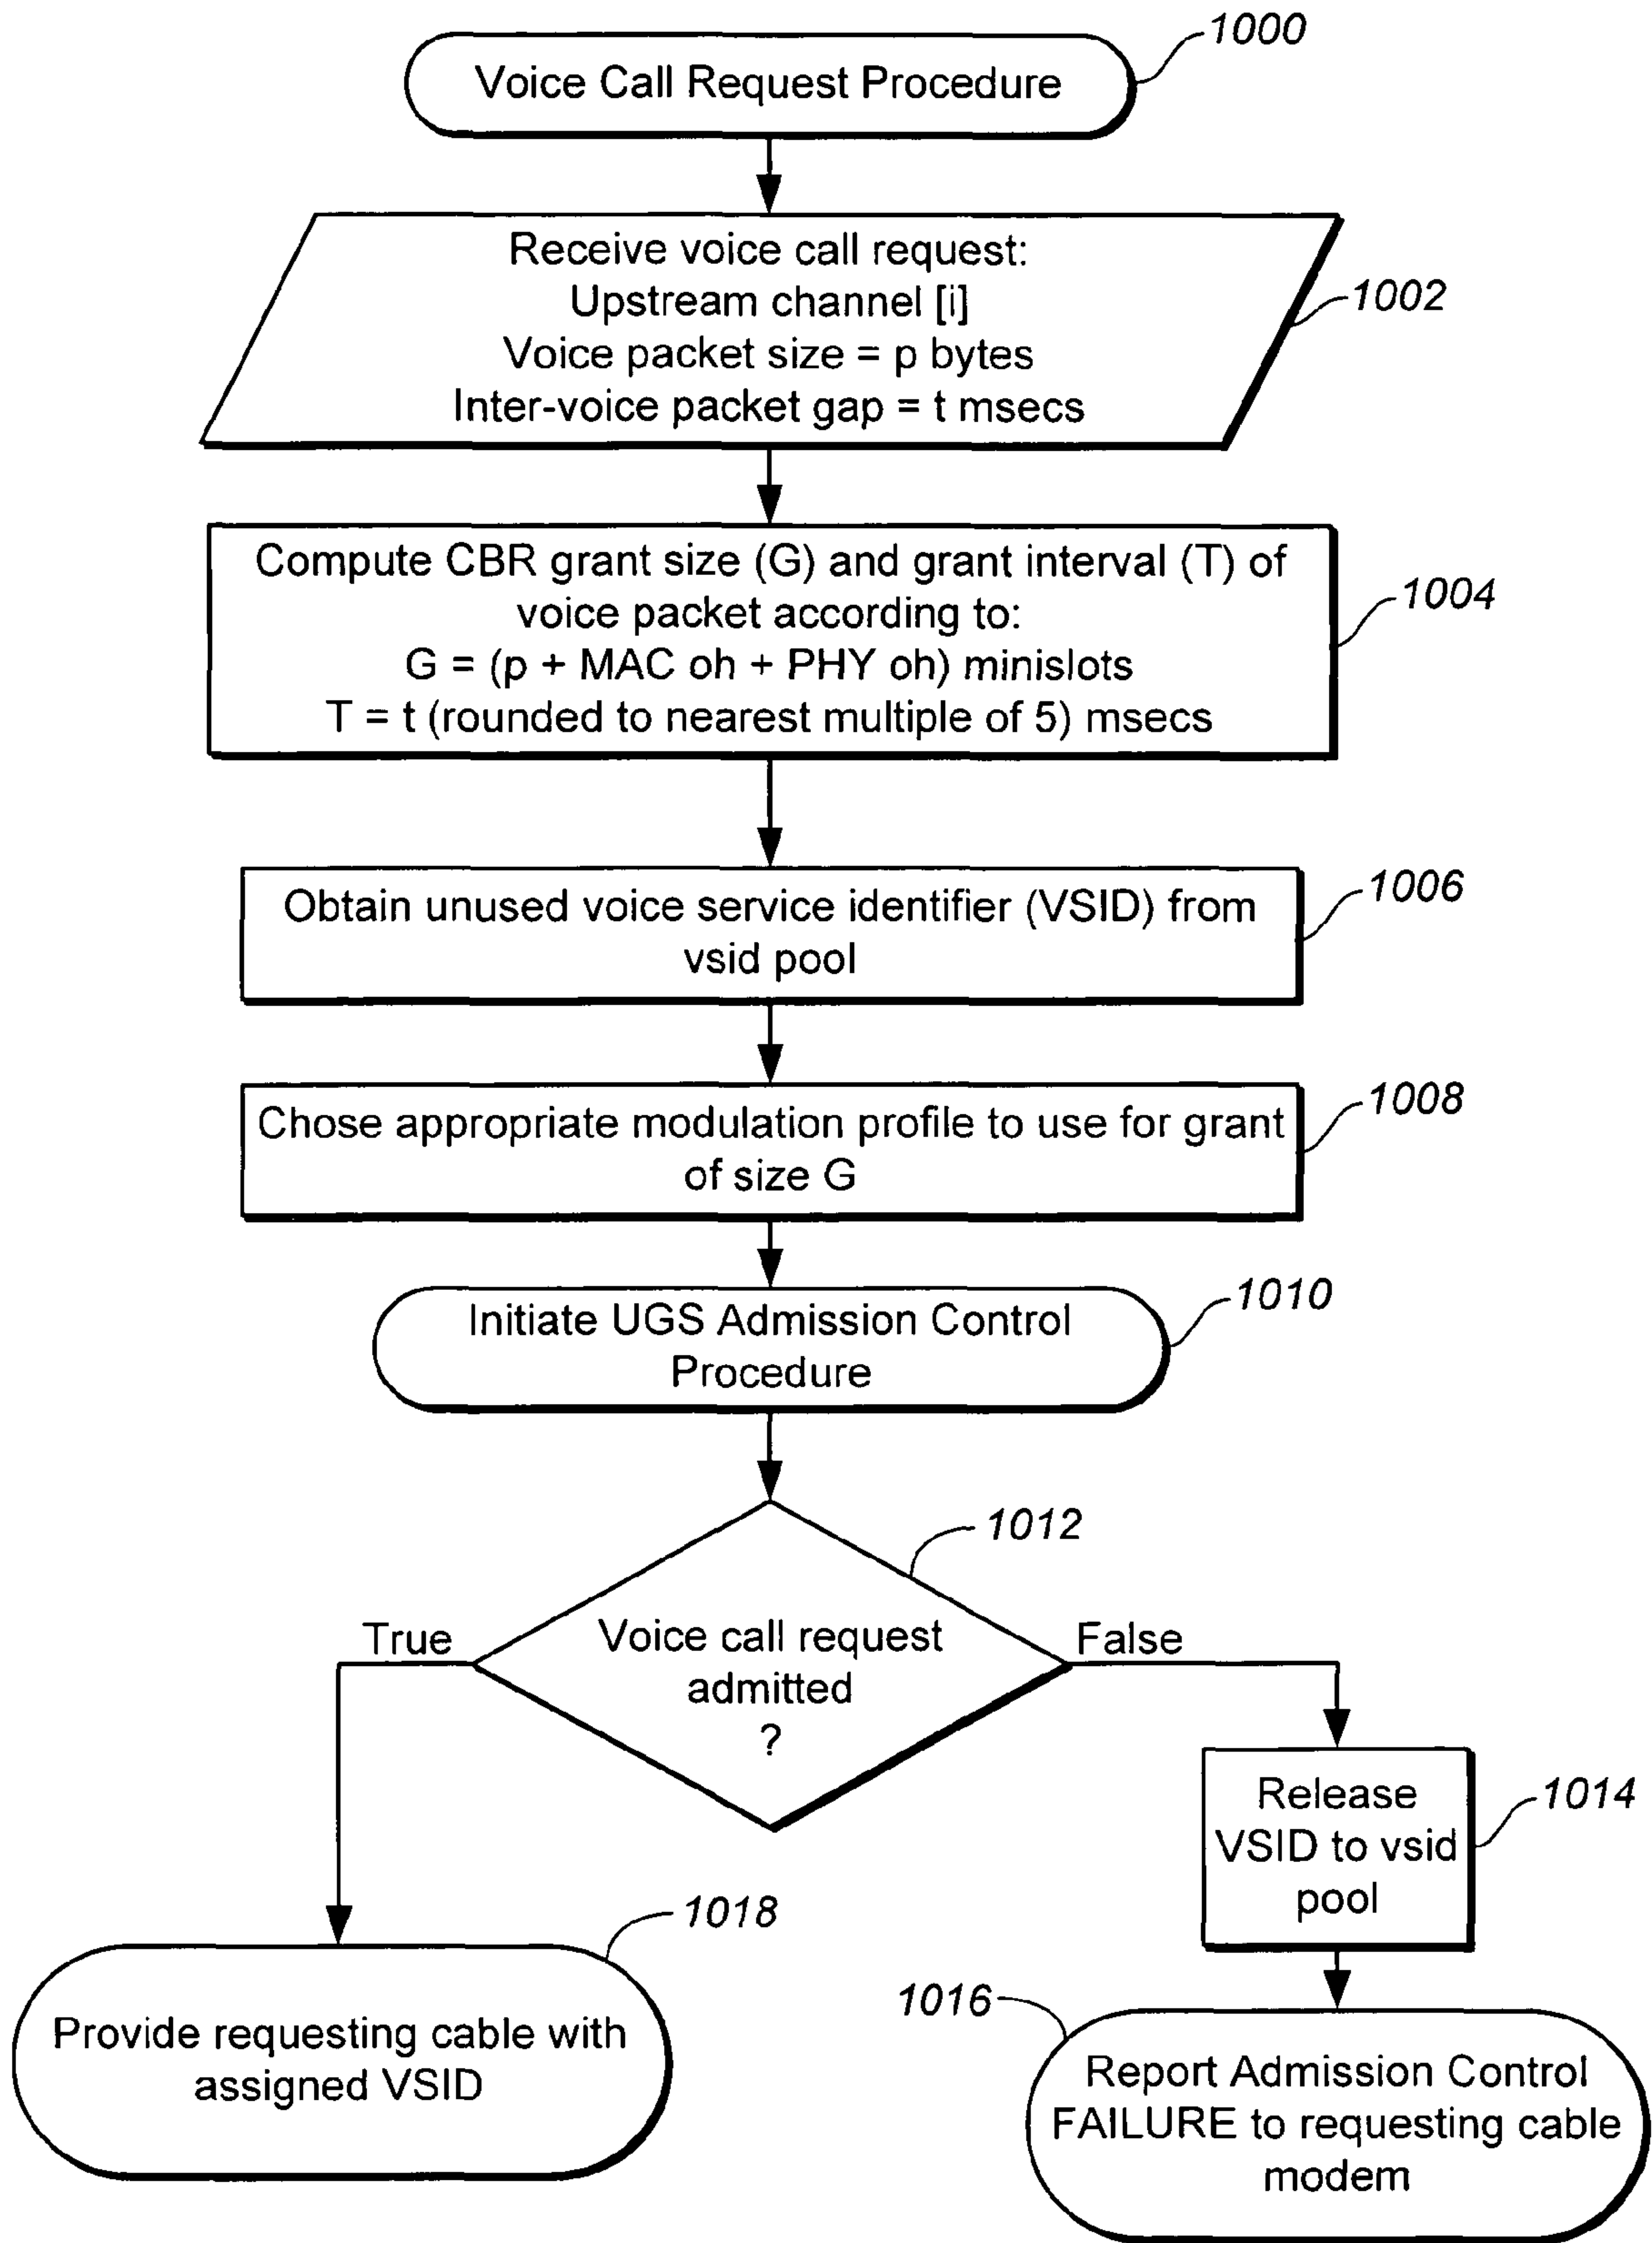 1000
Voice Call Request Procedure
Receive voice call request:
Upstream channel [i]
Voice packet size = p bytes
Inter-voice packet gap = t msecs
1002
Compute CBR grant size (G) and grant interval (T) of
voice packet according to:
G = (p + MAC oh + PHY oh) minislots
T = t (rounded to nearest multiple of 5) msecs
1004
Obtain unused voice service identifier (VSID) from
vsid pool
1006
Chose appropriate modulation profile to use for grant
of size G
1008
Initiate UGS Admission Control
Procedure
1010
1012
Voice call request
admitted
?
True
False
Release
VSID to vsid
pool
1014
1018
Provide requesting cable with
assigned VSID
1016
Report Admission Control
FAILURE to requesting cable
modem